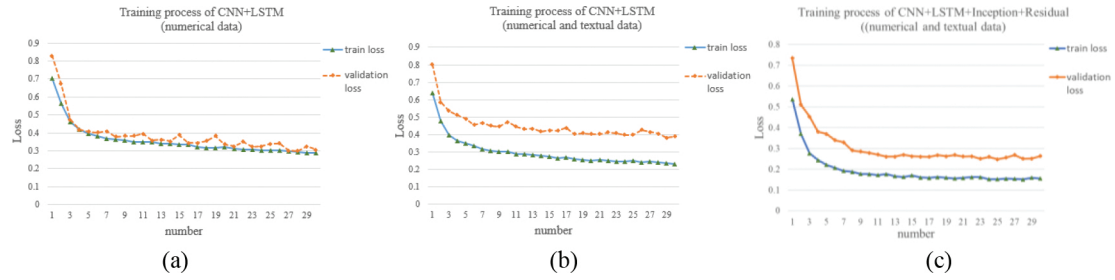 Training process of CNN+LSTM
(numerical data)
0.9
0.8
0.7
0.6
0.5
0.4
0.3
0.2
0.1
0
Loss
1 3 5 7 9 11 13 15 17 19 21 23 25 27 29
number
train loss
validation
loss
(a)
Training process of CNN+LSTM
(numerical and textual data)
0.9
0.8
0.7
0.6
0.5
0.4
0.3
0.2
0.1
0
Loss
1 3 5 7 9 11 13 15 17 19 21 23 25 27 29
number
train loss
validation
loss
(b)
Training process of CNN+LSTM+Inception+Residual
((numerical and textual data)
0.8
0.7
0.6
0.5
0.4
0.3
0.2
0.1
0
Loss
1 3 5 7 9 11 13 15 17 19 21 23 25 27 29
number
train loss
validation
loss
(c)